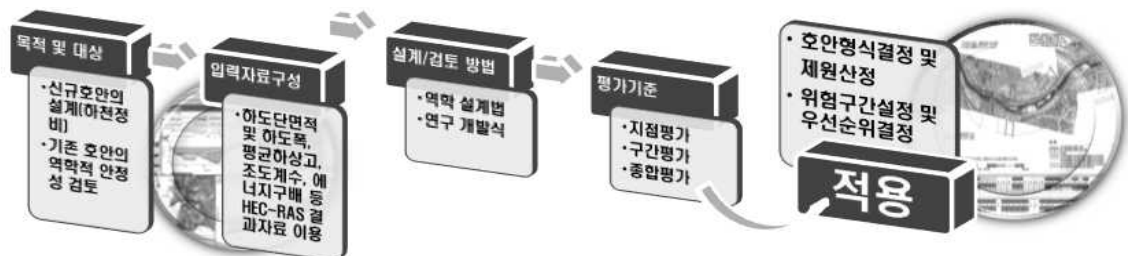 목적 및 대상
•신규호안의
설계(하천정
비)
•기존 호안의
역학적 안정
성 검토
입력자료구성
•하도단면적
및 하도폭,
평균하상고,
조도계수, 에
너지구배 등
HEC-RAS 결
과자료 이용
설계/검토 방법
•역학 설계법
•연구 개발식
평가기준
•지점평가
•구간평가
•종합평가
• 호안형식결정 및
제원산정
• 위험구간설정 및
우선순위결정
적용